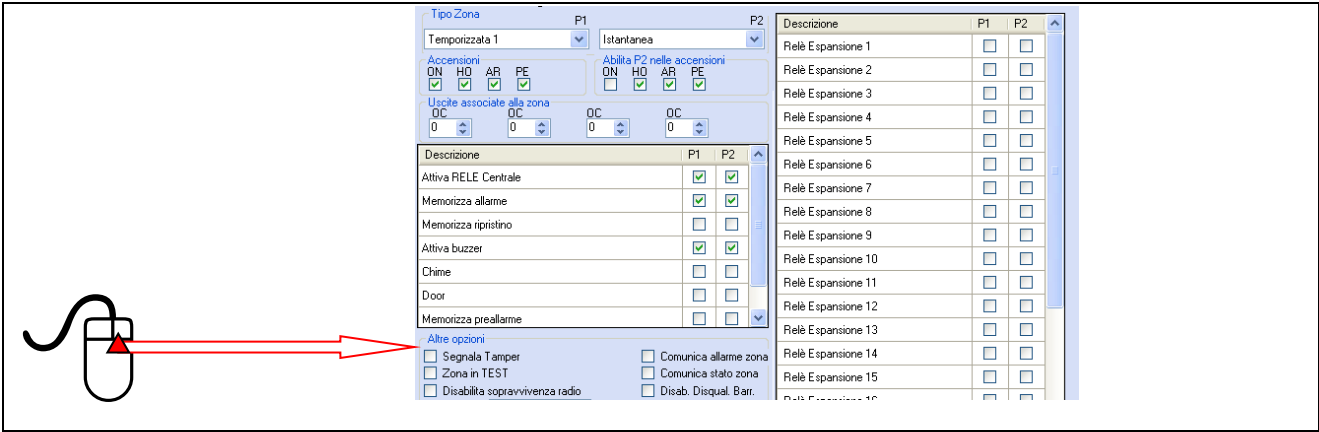 Tipo Zona
P1 P2
Temporizzata 1 Istantanea
Accensioni
ON HO AR PE
Abilita P2 nelle accensioni
ON HO AR PE
Uscite associate alla zona
OC OC OC OC
0 0 0 0
Descrizione P1 P2
Attiva RELE Centrale
Memorizza allarme
Memorizza ripristino
Attiva buzzer
Chime
Door
Memorizza preallarme
Altre opzioni
Segnala Tamper
Zona in TEST
Disabilita sopravvivenza radio
Comunica allarme zona
Comunica stato zona
Disab. Disqual. Barr.
Descrizione P1 P2
Relè Espansione 1
Relè Espansione 2
Relè Espansione 3
Relè Espansione 4
Relè Espansione 5
Relè Espansione 6
Relè Espansione 7
Relè Espansione 8
Relè Espansione 9
Relè Espansione 10
Relè Espansione 11
Relè Espansione 12
Relè Espansione 13
Relè Espansione 14
Relè Espansione 15